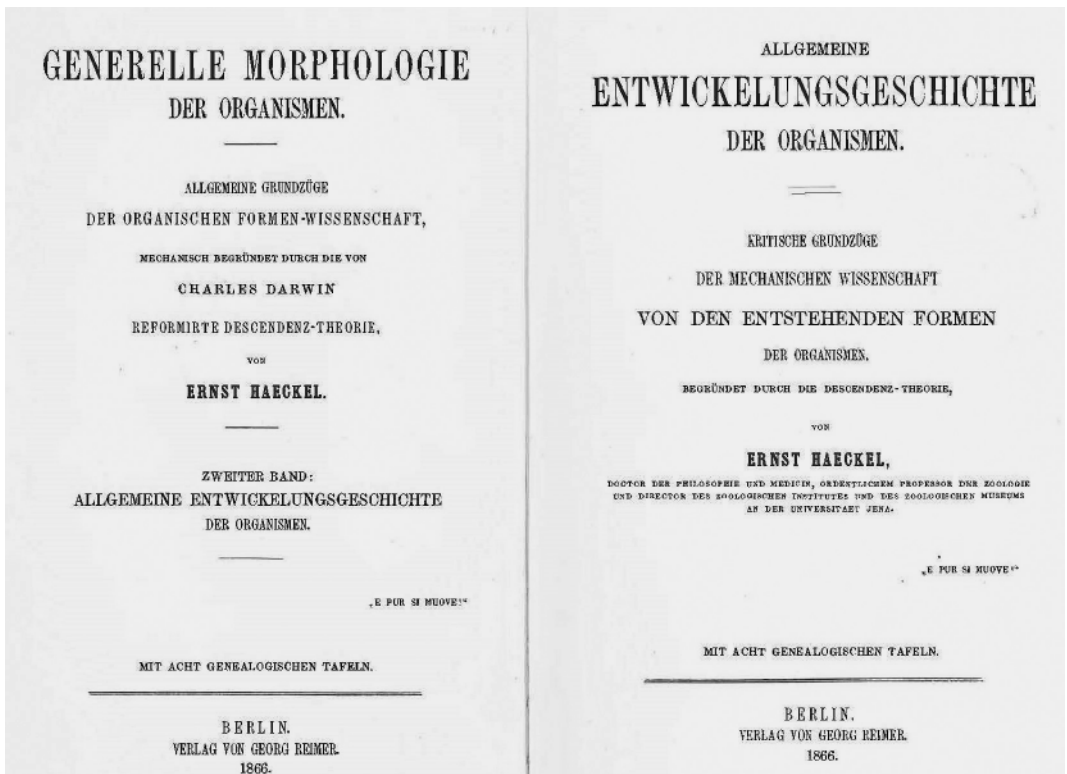 GENERELLE MORPHOLOGIE
DER ORGANISMEN.
ALLGEMEINE GRUNDZÜGE
DER ORGANISCHEN FORMEN-WISSENSCHAFT,
MECHANISCH BEGRÜNDET DURCH DIE VON
CHARLES DARWIN
REFORMIRTE DESCENDENZ-THEORIE,
VON
ERNST HAECKEL.
ZWEITER BAND:
ALLGEMEINE ENTWICKELUNGSGESCHICHTE
DER ORGANISMEN.
„E PUR SI MUOVE!“
MIT ACHT GENEALOGISCHEN TAFELN.
BERLIN.
VERLAG VON GEORG REIMER.
1866.
ALLGEMEINE
ENTWICKELUNGSGESCHICHTE
DER ORGANISMEN.
KRITISCHE GRUNDZÜGE
DER MECHANISCHEN WISSENSCHAFT
VON DEN ENTSTEHENDEN FORMEN
DER ORGANISMEN,
BEGRÜNDET DURCH DIE DESCENDENZ-THEORIE,
VON
ERNST HAECKEL,
DOCTOR DER PHILOSOPHIE UND MEDICIN, ORDENTLICHEM PROFESSOR DER ZOOLOGIE
UND DIRECTOR DES ZOOLOGISCHEN INSTITUTES UND DES ZOOLOGISCHEN MUSEUMS
AN DER UNIVERSITAET JENA.
„E PUR SI MUOVE!“
MIT ACHT GENEALOGISCHEN TAFELN.
BERLIN.
VERLAG VON GEORG REIMER.
1866.